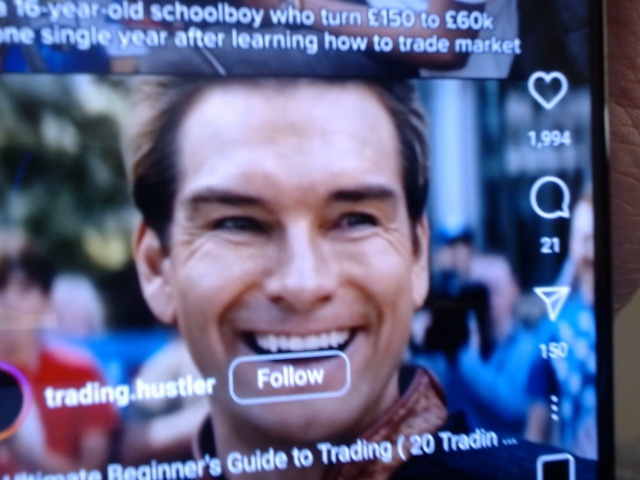 a 16-year-old schoolboy who turn £150 to £60k
one single year after learning how to trade market
1,994
21
150
trading.hustler
Follow
Ultimate Beginner's Guide to Trading ( 20 Tradin ...